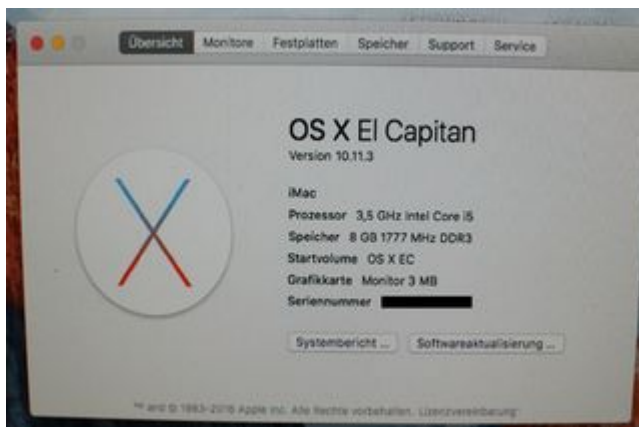 Übersicht Monitore Festplatten Speicher Support Service
OS X El Capitan
Version 10.11.3
iMac
Prozessor 3,5 GHz Intel Core i5
Speicher 8 GB 1777 MHz DDR3
Startvolume OS X EC
Grafikkarte Monitor 3 MB
Seriennummer
Systembericht ... Softwareaktualisierung ...
™ and © 1983-2016 Apple Inc. Alle Rechte vorbehalten. Lizenzvereinbarung